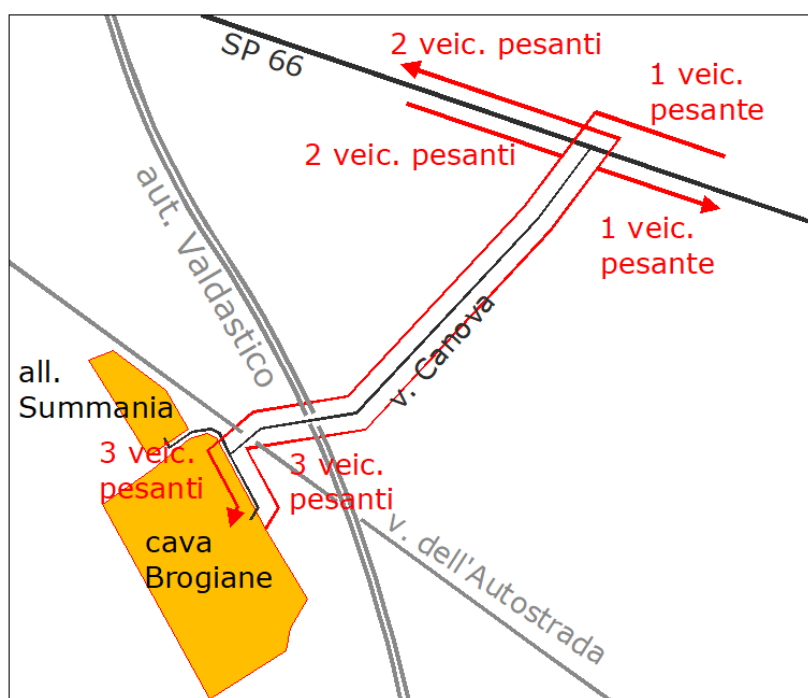 2 veic. pesanti
SP 66
1 veic.
pesante
2 veic. pesanti
1 veic.
pesante
aut. Valdastico
v. Canova
all.
Summania
3 veic.
pesanti
3 veic.
pesanti
cava
Brogiane
v. dell'Autostrada